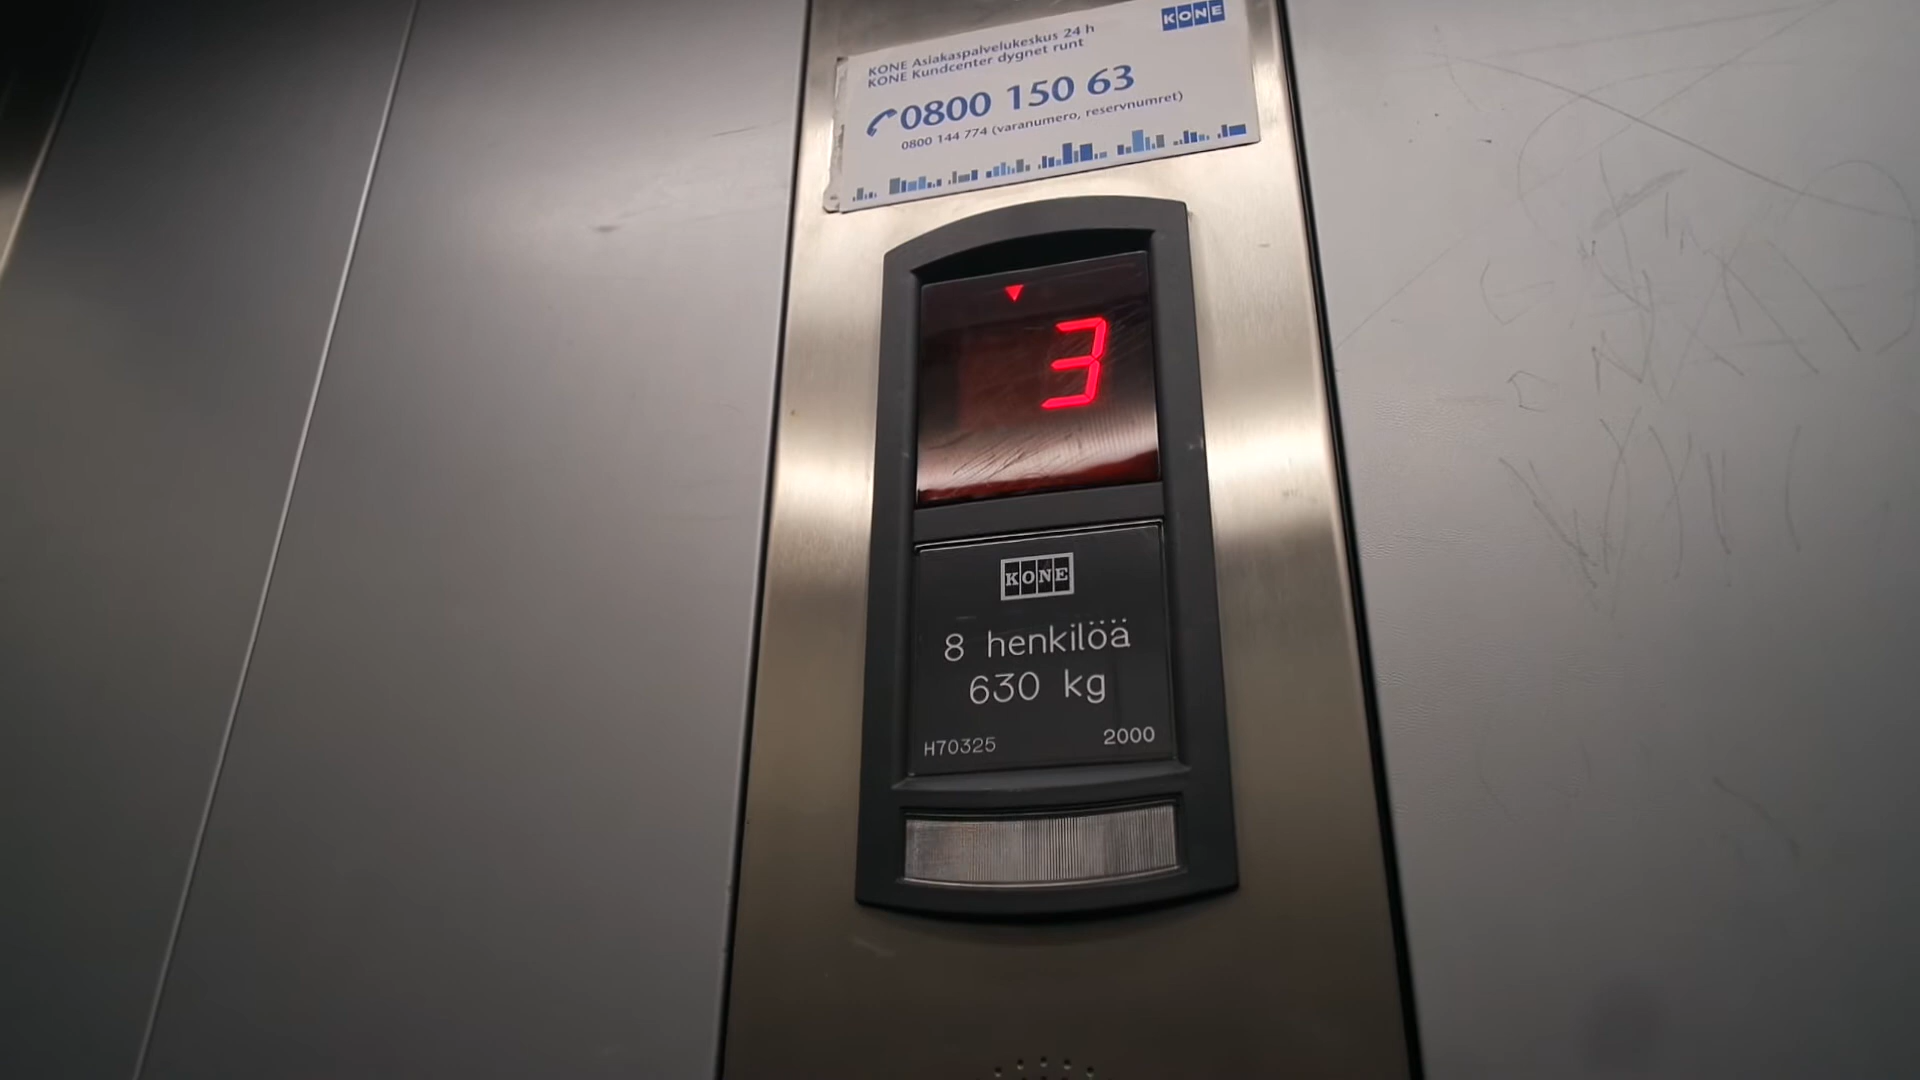 KONE
KONE Asiakaspalvelukeskus 24 h
KONE Kundcenter dygnet runt
0800 150 63
0800 144 774 (varanumero, reservnumret)
3
KONE
8 henkilöä
630 kg
H70325 2000